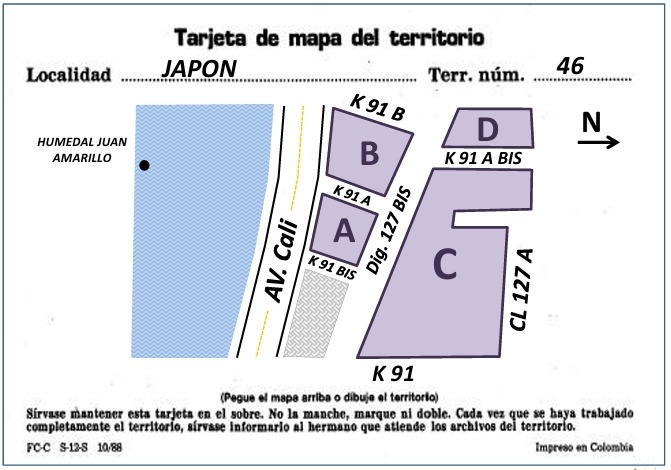 Tarjeta de mapa del territorio
Localidad JAPON Terr. núm. 46
N
HUMEDAL JUAN
AMARILLO
K 91 B
B
D
K 91 A BIS
K 91 A
A
Dig. 127 BIS
K 91 BIS
AV. Cali
C
CL 127 A
K 91
(Pegue el mapa arriba o dibuje el territorio)
Sírvase mantener esta tarjeta en el sobre. No la manche, marque ni doble. Cada vez que se haya trabajado
completamente el territorio, sírvase informarlo al hermano que atiende los archivos del territorio.
FC-C S-12-S 10/88 Impreso en Colombia